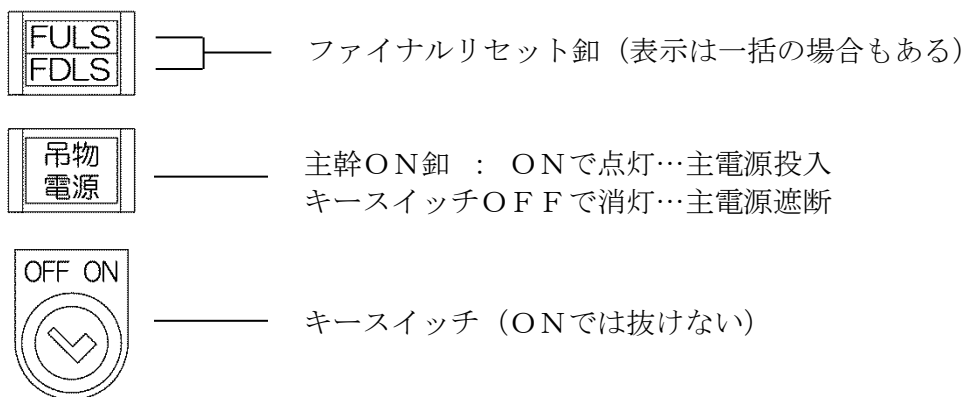 FULS
FDLS
ファイナルリセット釦（表示は一括の場合もある）
吊物
電源
主幹ＯＮ釦　：　ＯＮで点灯…主電源投入
キースイッチＯＦＦで消灯…主電源遮断
OFF ON
キースイッチ（ＯＮでは抜けない）